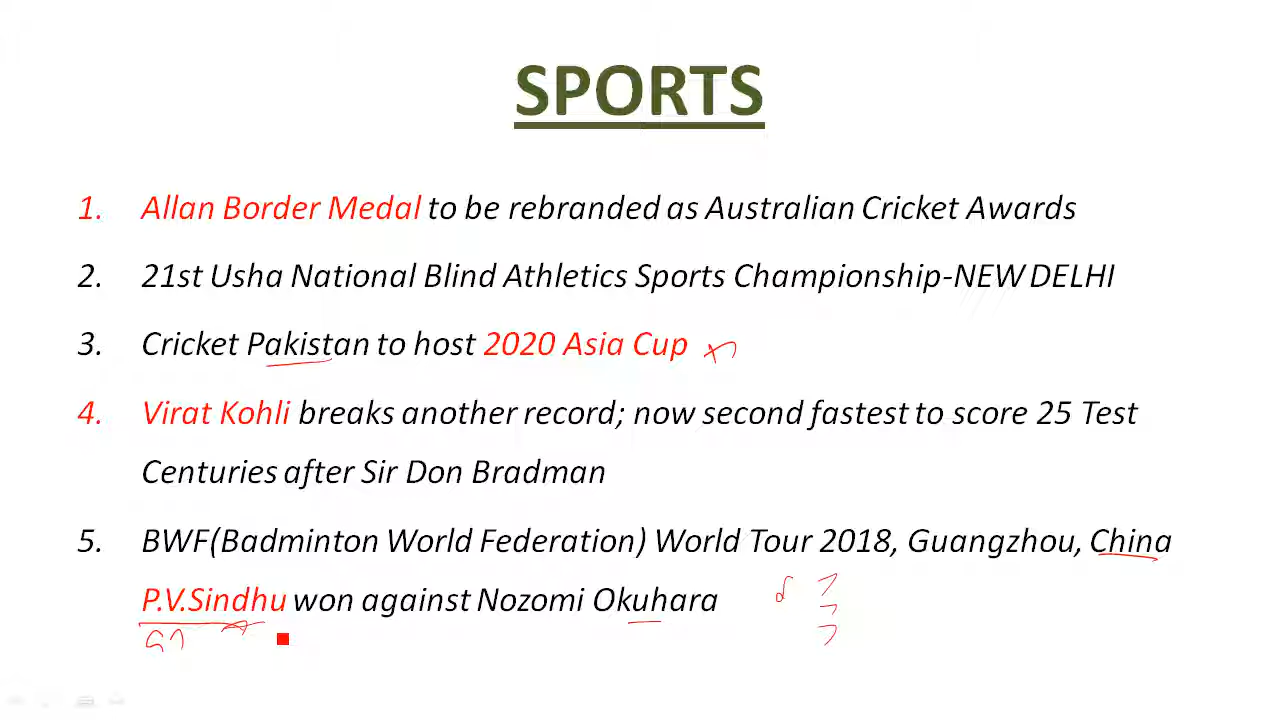 SPORTS
1. Allan Border Medal to be rebranded as Australian Cricket Awards
2. 21st Usha National Blind Athletics Sports Championship-NEW DELHI
3. Cricket Pakistan to host 2020 Asia Cup
4. Virat Kohli breaks another record; now second fastest to score 25 Test
Centuries after Sir Don Bradman
5. BWF(Badminton World Federation) World Tour 2018, Guangzhou, China
P.V.Sindhu won against Nozomi Okuhara